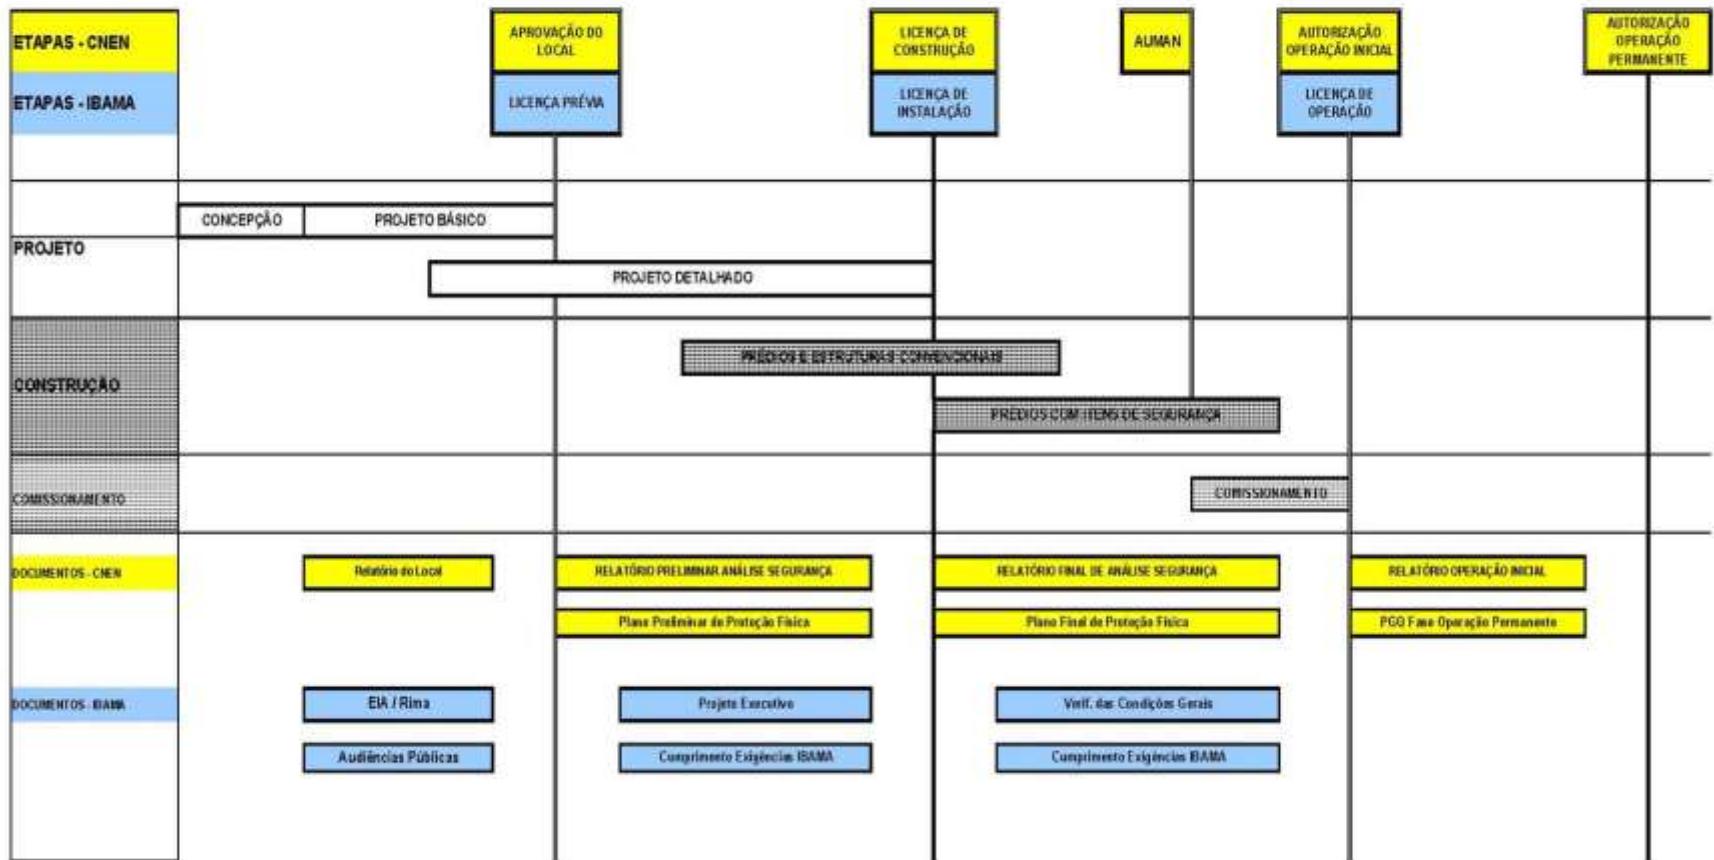 ETAPAS - CNEN
APROVAÇÃO DO
LOCAL
LICENÇA DE
CONSTRUÇÃO
AUMAN
AUTORIZAÇÃO
OPERAÇÃO INICIAL
AUTORIZAÇÃO
OPERAÇÃO
PERMANENTE
ETAPAS - IBAMA
LICENÇA PRÉVIA
LICENÇA DE
INSTALAÇÃO
LICENÇA DE
OPERAÇÃO
CONCEPÇÃO
PROJETO BÁSICO
PROJETO
PROJETO DETALHADO
PRÉDIOS E ESTRUTURAS CONVENCIONAIS
CONSTRUÇÃO
PRÉDIOS COM ITENS DE SEGURANÇA
COMISSIONAMENTO
COMISSIONAMENTO
DOCUMENTOS - CNEN
Relatório do Local
RELATÓRIO PRELIMINAR ANÁLISE SEGURANÇA
RELATÓRIO FINAL DE ANÁLISE SEGURANÇA
RELATÓRIO OPERAÇÃO INICIAL
Plano Preliminar de Proteção Física
Plano Final de Proteção Física
PGQ Fase Operação Permanente
DOCUMENTOS - IBAMA
EIA / Rima
Projeto Executivo
Verif. das Condições Gerais
Audiências Públicas
Cumprimento Exigências IBAMA
Cumprimento Exigências IBAMA